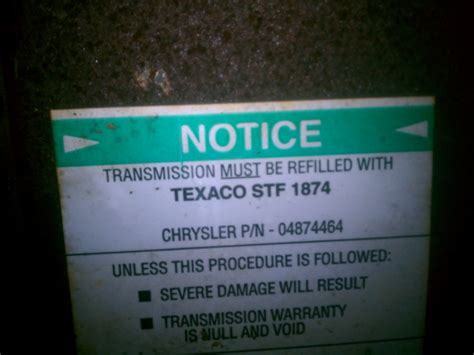 NOTICE
TRANSMISSION MUST BE REFILLED WITH
TEXACO STF 1874
CHRYSLER P/N - 04874464
UNLESS THIS PROCEDURE IS FOLLOWED:
■ SEVERE DAMAGE WILL RESULT
■ TRANSMISSION WARRANTY
IS NULL AND VOID